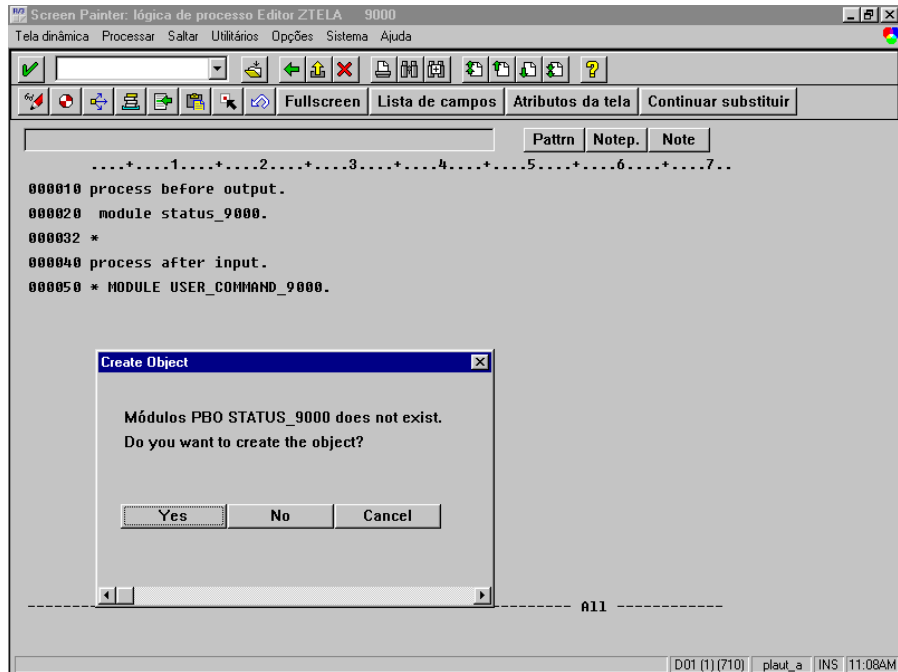 Screen Painter: lógica de processo Editor ZTELA 9000
Tela dinâmica Processar Saltar Utilitários Opções Sistema Ajuda
Fullscreen Lista de campos Atributos da tela Continuar substituir
Pattrn Notep. Note
....+....1....+....2....+....3....+....4....+....5....+....6....+....7..
000010 process before output.
000020 module status_9000.
000032 *
000040 process after input.
000050 * MODULE USER_COMMAND_9000.
Create Object
Módulos PBO STATUS_9000 does not exist.
Do you want to create the object?
Yes No Cancel
--------- All ------------
D01 (1) (710) plaut_a INS 11:08AM